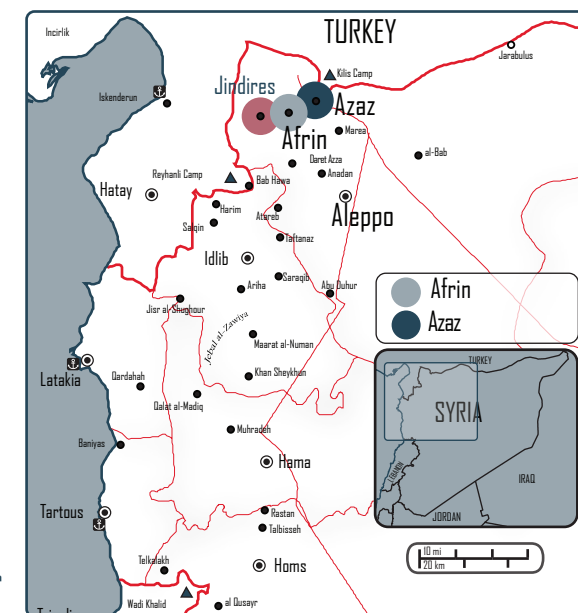 Incirlik
TURKEY
Jarabulus
Kilis Camp
Iskenderun
Jindires
Azaz
Afrin
Marea
Qaret Azza
al-Bab
Anadan
Reyhanli Camp
Bab Hawa
Hatay
Harim
Atareb
Aleppo
Salqin
Taftanaz
Idlib
Saraqib
Ariha
Abu Duhur
Jisr al-Shughour
Jebal al-Zawiya
Maarat al-Numan
Latakia
Qardahah
Khan Sheykhun
Qalat al-Madiq
Muhradeh
Baniyas
Hama
Tartous
Rastan
Talbisseh
Telkalakh
Homs
Wadi Khalid
al Qusayr
Afrin
Azaz
TURKEY
SYRIA
LEBANON
IRAQ
JORDAN
10 mi
20 km